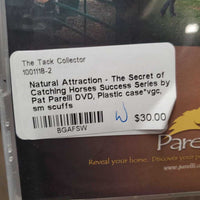 The Tack Collector
1001118-2
Natural Attraction - The Secret of
Catching Horses Success Series by
Pat Parelli DVD, Plastic case*vgc,
sm scuffs
W $30.00
BGAFSW
Pare
Reveal your horse. Discover your